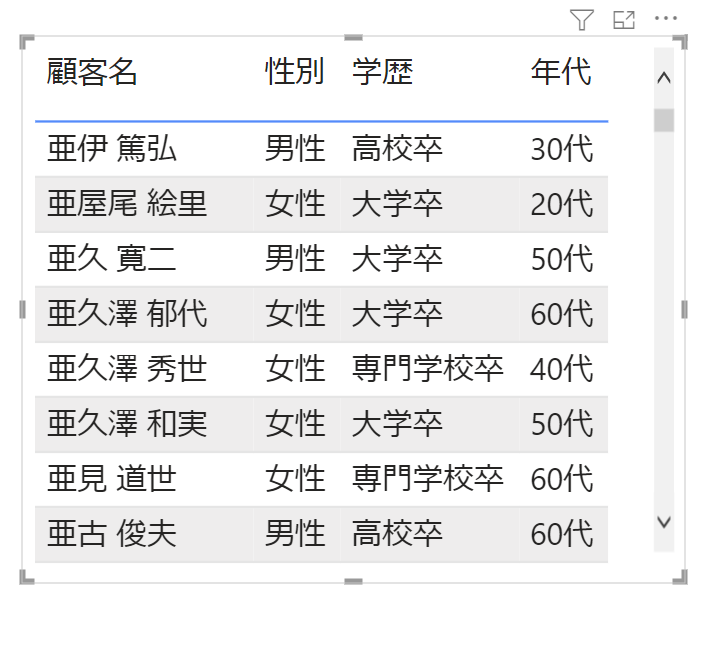 顧客名 性別 学歴 年代
亜伊 篤弘 男性 高校卒 30代
亜屋尾 絵里 女性 大学卒 20代
亜久 寛二 男性 大学卒 50代
亜久澤 郁代 女性 大学卒 60代
亜久澤 秀世 女性 専門学校卒 40代
亜久澤 和実 女性 大学卒 50代
亜見 道世 女性 専門学校卒 60代
亜古 俊夫 男性 高校卒 60代